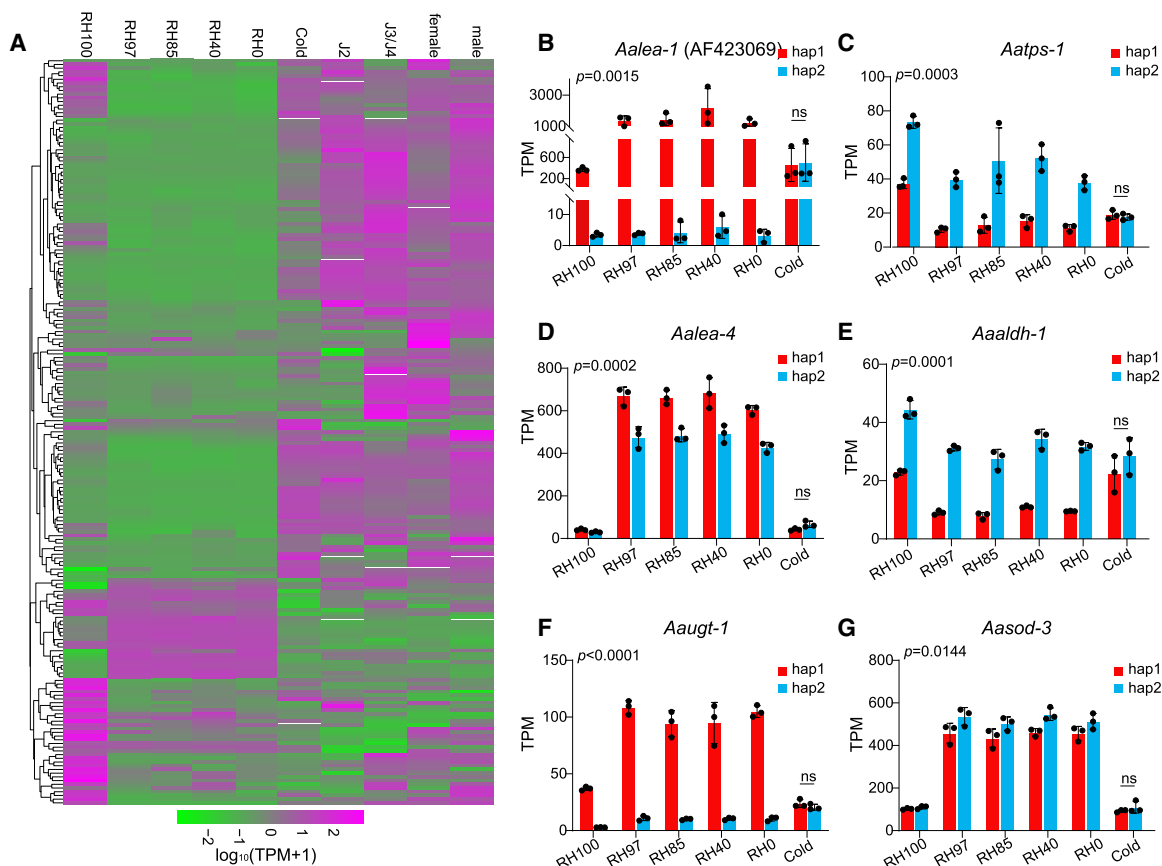 A
RH100
RH97
RH85
RH40
RH0
Cold
J2
J3/J4
female
male
−2
−1
0
1
2
log₁₀(TPM+1)
B
Aalea-1 (AF423069)
p=0.0015
hap1
hap2
ns
TPM
3000
1000
600
200
10
5
0
RH100
RH97
RH85
RH40
RH0
Cold
C
Aatps-1
p=0.0003
hap1
hap2
ns
TPM
100
80
60
40
20
0
RH100
RH97
RH85
RH40
RH0
Cold
D
Aalea-4
p=0.0002
hap1
hap2
ns
TPM
800
600
400
200
0
RH100
RH97
RH85
RH40
RH0
Cold
E
Aaaldh-1
p=0.0001
hap1
hap2
ns
TPM
60
40
20
0
RH100
RH97
RH85
RH40
RH0
Cold
F
Aaugt-1
p<0.0001
hap1
hap2
ns
TPM
150
100
50
0
RH100
RH97
RH85
RH40
RH0
Cold
G
Aasod-3
p=0.0144
hap1
hap2
ns
TPM
800
600
400
200
0
RH100
RH97
RH85
RH40
RH0
Cold